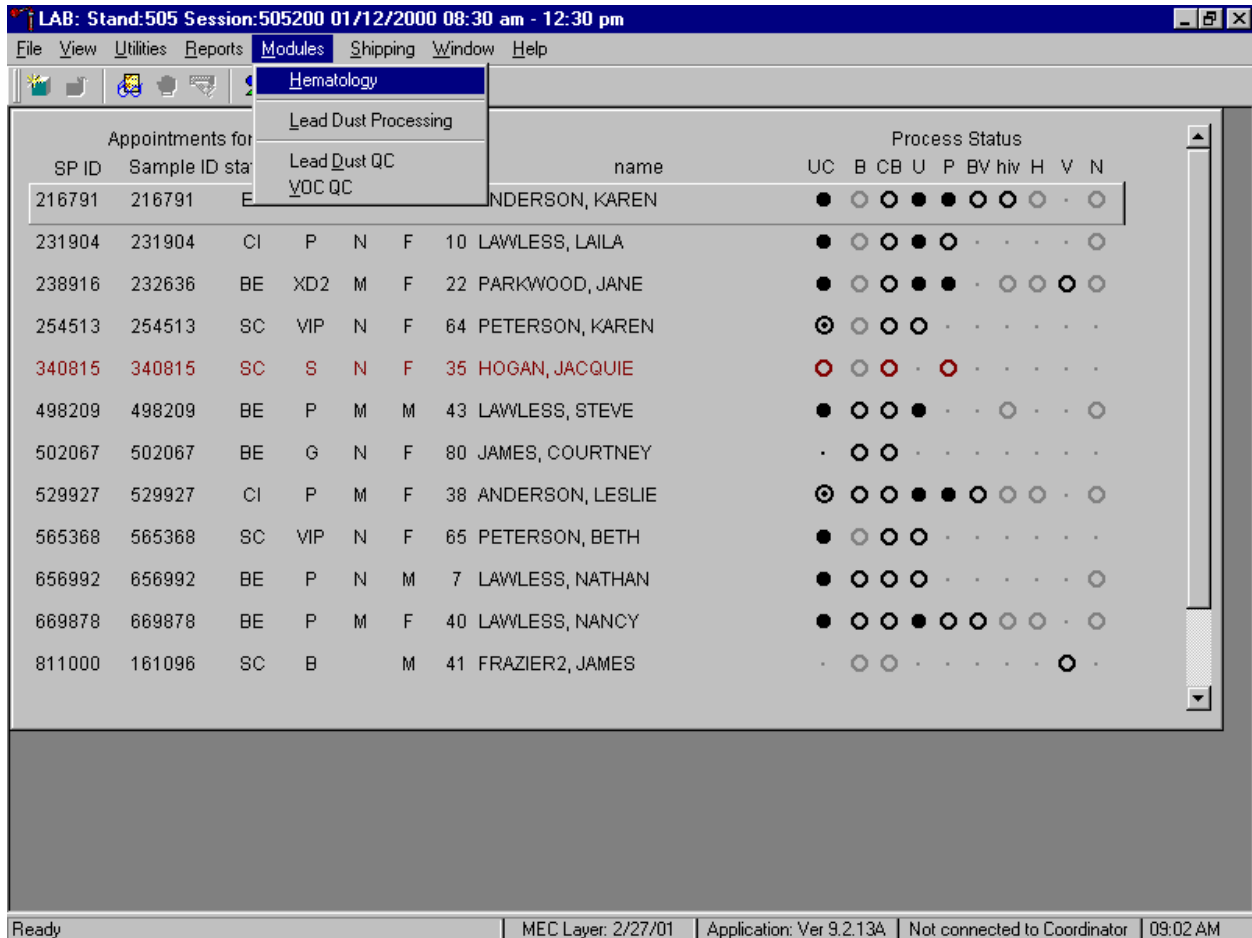 LAB: Stand:505 Session:505200 01/12/2000 08:30 am - 12:30 pm
File View Utilities Reports Modules Shipping Window Help
Hematology
Lead Dust Processing
Lead Dust QC
VOC QC
Appointments for
Process Status
SP ID Sample ID name UC B CB U P BV hiv H V N
216791 216791 KAREN
231904 231904 CI P N F 10 LAWLESS, LAILA
238916 232636 BE XD2 M F 22 PARKWOOD, JANE
254513 254513 SC VIP N F 64 PETERSON, KAREN
340815 340815 SC S N F 35 HOGAN, JACQUIE
498209 498209 BE P M M 43 LAWLESS, STEVE
502067 502067 BE G N F 80 JAMES, COURTNEY
529927 529927 CI P M F 38 ANDERSON, LESLIE
565368 565368 SC VIP N F 65 PETERSON, BETH
656992 656992 BE P N M 7 LAWLESS, NATHAN
669878 669878 BE P M F 40 LAWLESS, NANCY
811000 161096 SC B M 41 FRAZIER2, JAMES
Ready MEC Layer: 2/27/01 Application: Ver 9.2.13A Not connected to Coordinator 09:02 AM